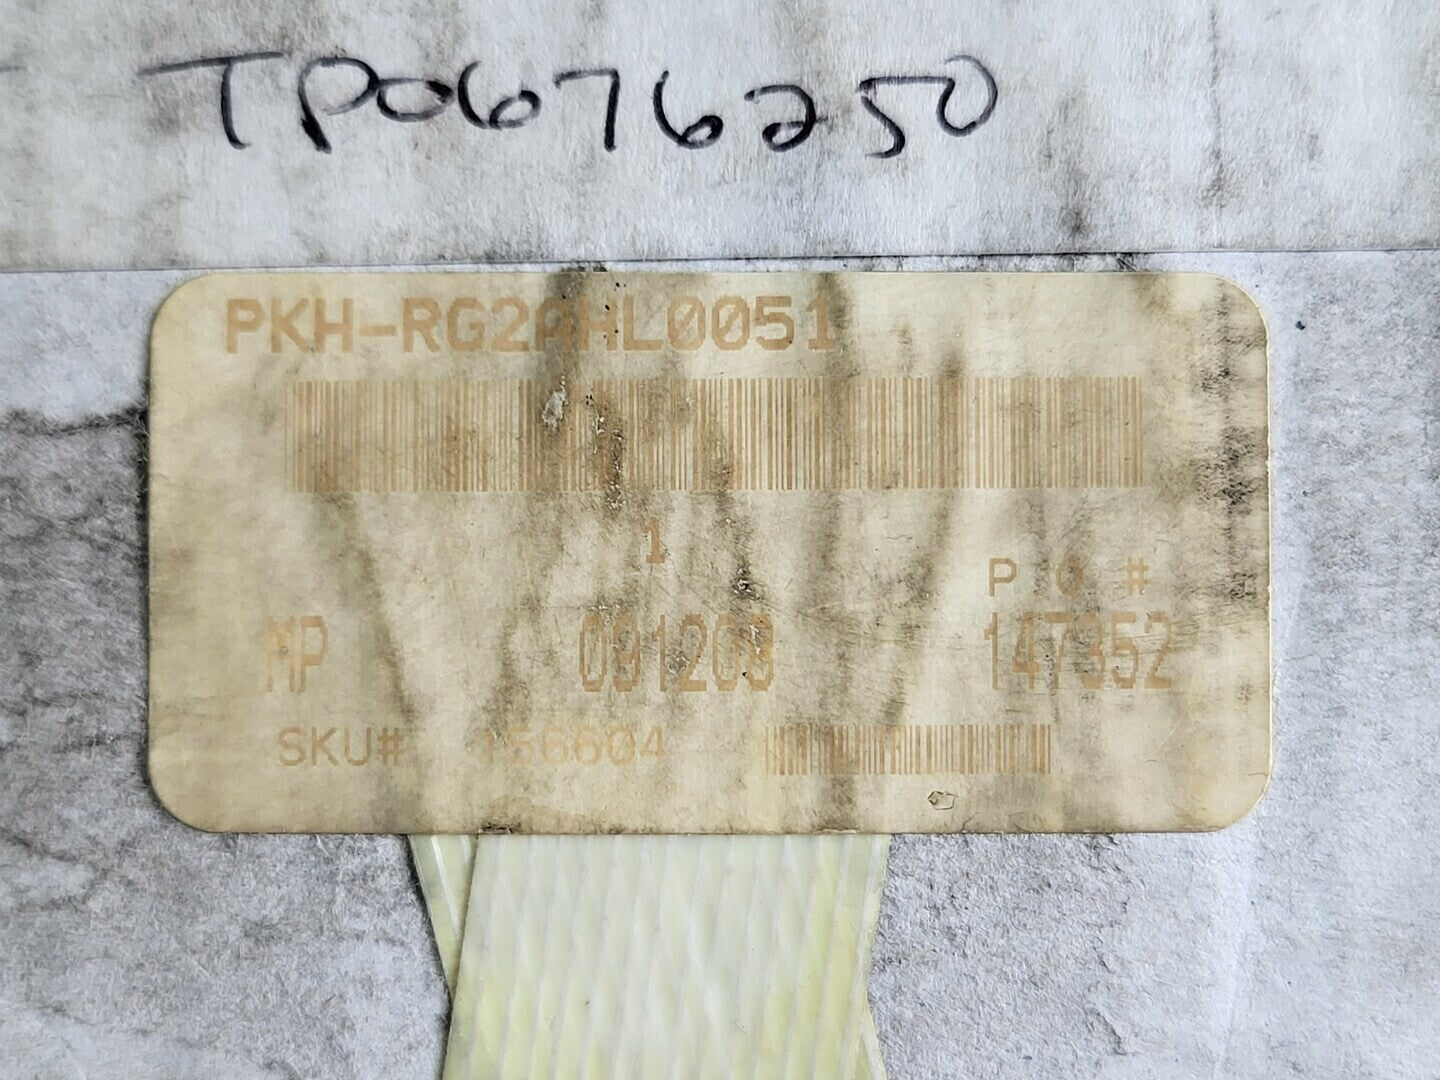 TP0676250
PKH-RG2AHL0051
1
P O #
MP 091208 147352
SKU# 156604